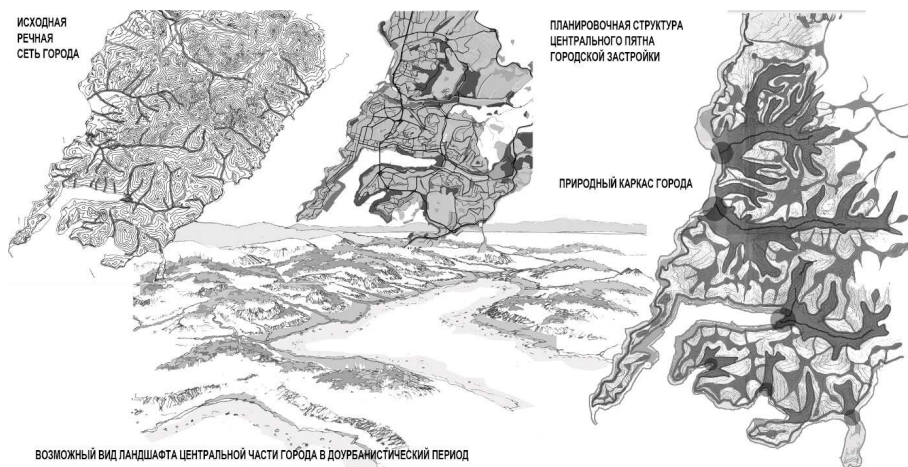 ИСХОДНАЯ
РЕЧНАЯ
СЕТЬ ГОРОДА
ПЛАНИРОВОЧНАЯ СТРУКТУРА
ЦЕНТРАЛЬНОГО ПЯТНА
ГОРОДСКОЙ ЗАСТРОЙКИ
ПРИРОДНЫЙ КАРКАС ГОРОДА
ВОЗМОЖНЫЙ ВИД ЛАНДШАФТА ЦЕНТРАЛЬНОЙ ЧАСТИ ГОРОДА В ДОУРБАНИСТИЧЕСКИЙ ПЕРИОД